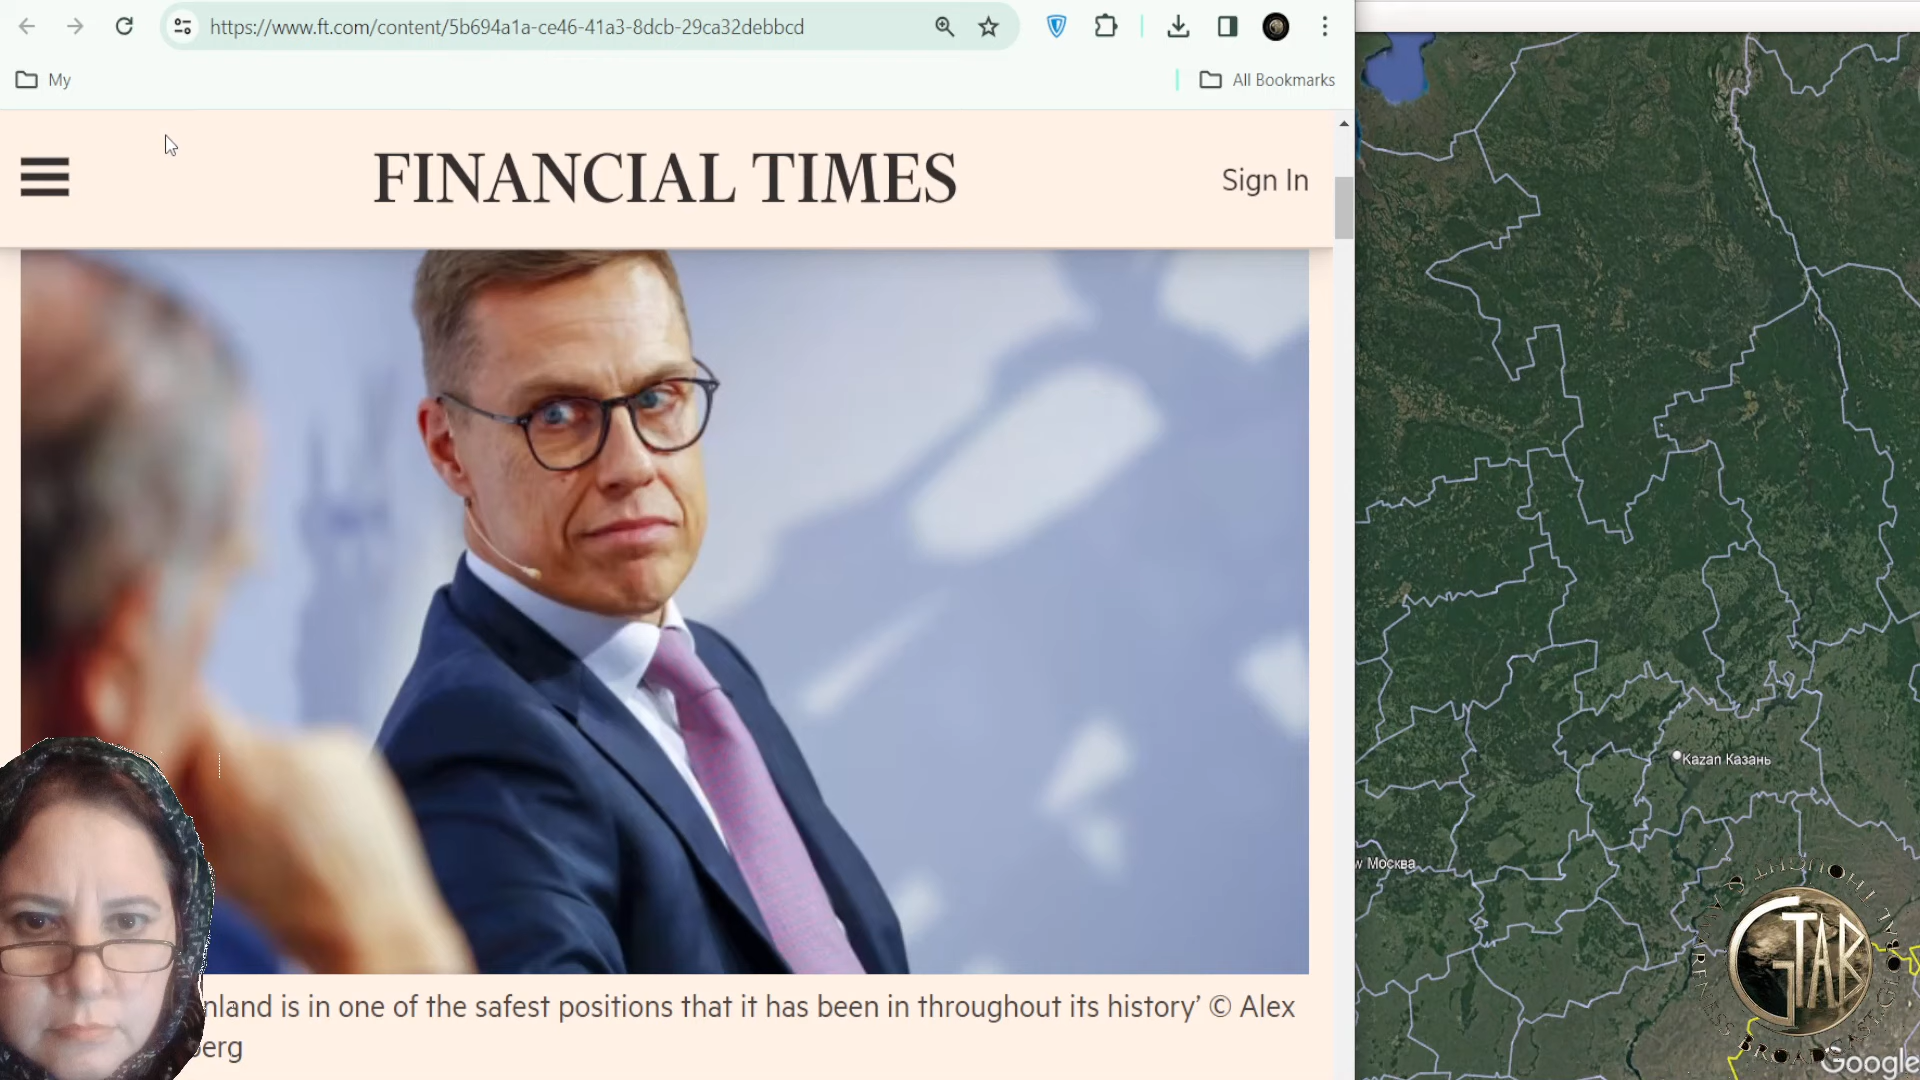 https://www.ft.com/content/5b694a1a-ce46-41a3-8dcb-29ca32debbcd
My
All Bookmarks
FINANCIAL TIMES
Sign In
nland is in one of the safest positions that it has been in throughout its history’ © Alex
berg
Kazan Казань
w Москва
GTAB
Google